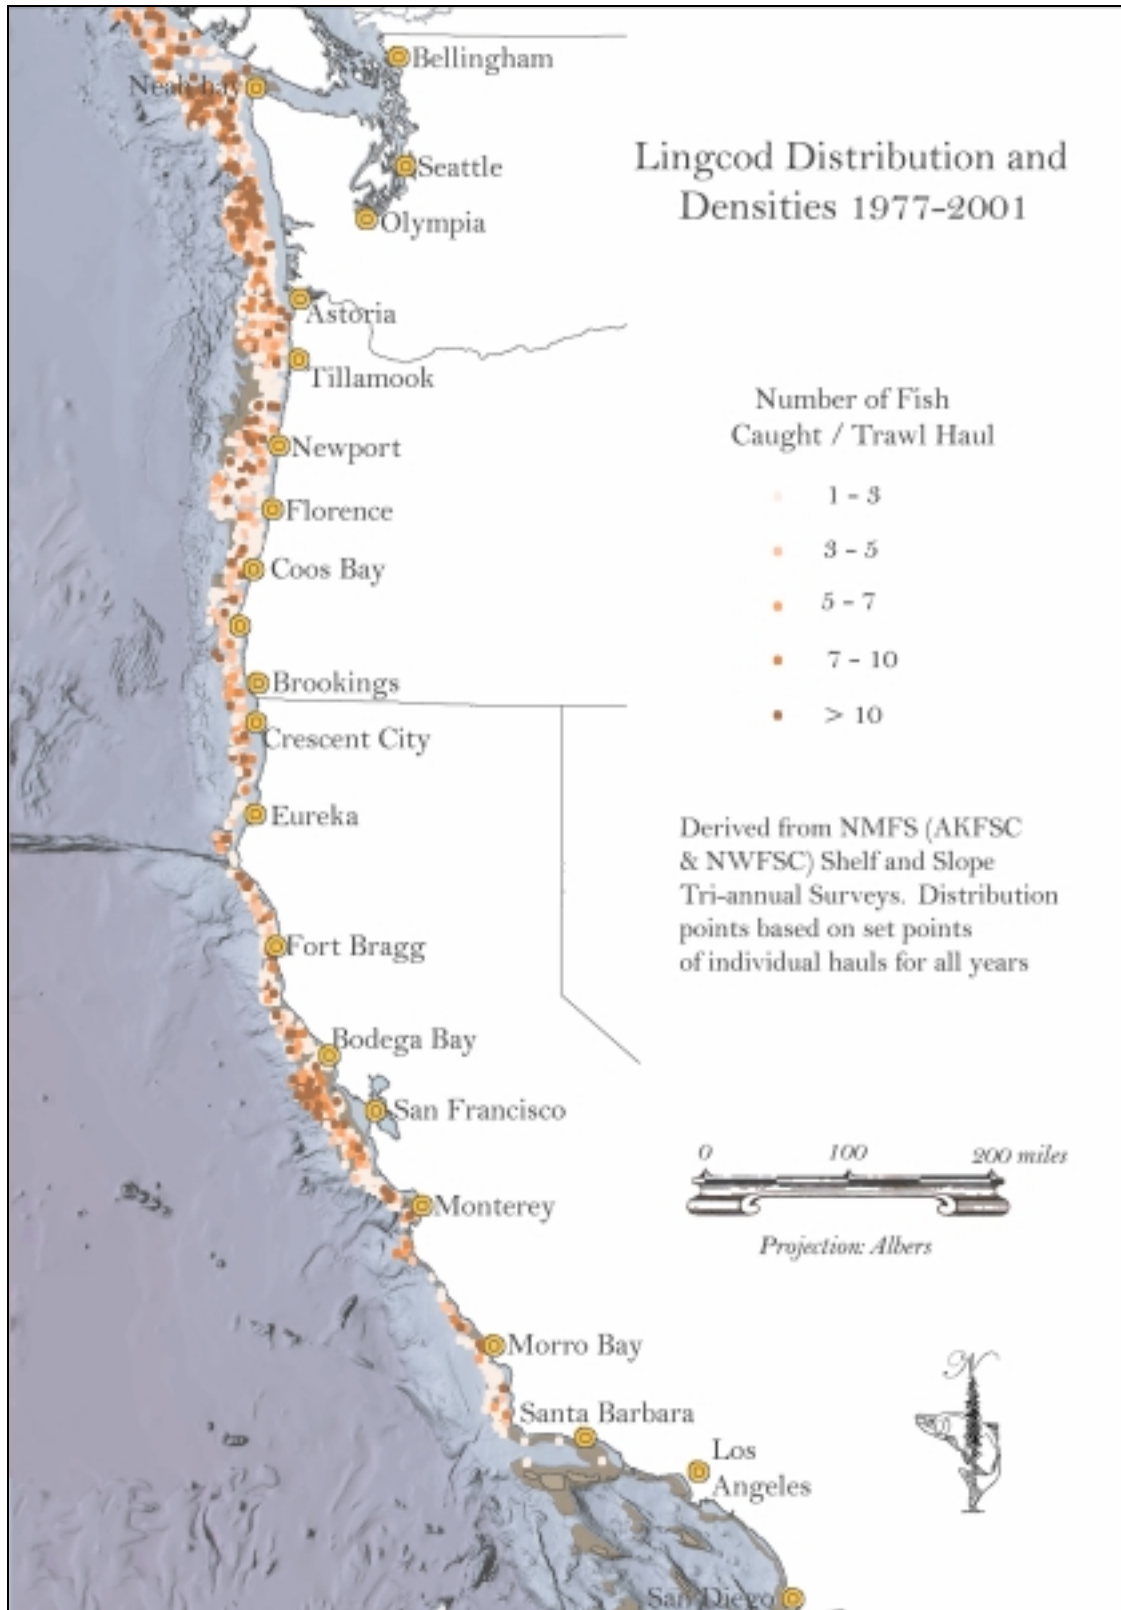 Bellingham
Neah bay
Seattle
Olympia
Lingcod Distribution and
Densities 1977-2001
Astoria
Tillamook
Newport
Florence
Coos Bay
Brookings
Crescent City
Eureka
Fort Bragg
Bodega Bay
San Francisco
Monterey
Morro Bay
Santa Barbara
Los
Angeles
San Diego
Number of Fish
Caught / Trawl Haul
1 - 3
3 - 5
5 - 7
7 - 10
> 10
Derived from NMFS (AKFSC
& NWFSC) Shelf and Slope
Tri-annual Surveys. Distribution
points based on set points
of individual hauls for all years
0 100 200 miles
Projection: Albers
N